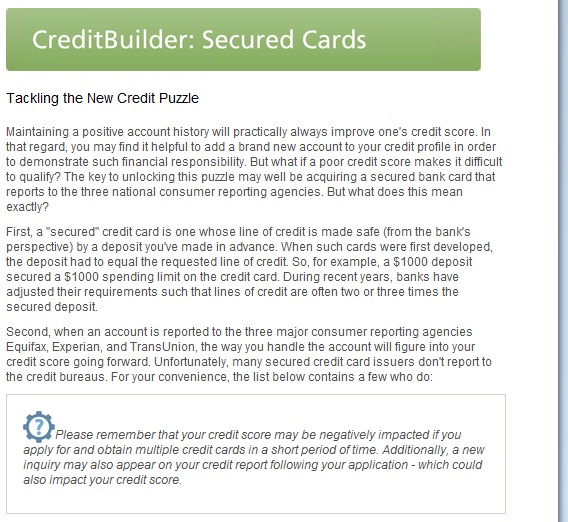 CreditBuilder: Secured Cards
Tackling the New Credit Puzzle
Maintaining a positive account history will practically always improve one's credit score. In
that regard, you may find it helpful to add a brand new account to your credit profile in order
to demonstrate such financial responsibility. But what if a poor credit score makes it difficult
to qualify? The key to unlocking this puzzle may well be acquiring a secured bank card that
reports to the three national consumer reporting agencies. But what does this mean
exactly?
First, a "secured" credit card is one whose line of credit is made safe (from the bank's
perspective) by a deposit you've made in advance. When such cards were first developed,
the deposit had to equal the requested line of credit. So, for example, a $1000 deposit
secured a $1000 spending limit on the credit card. During recent years, banks have
adjusted their requirements such that lines of credit are often two or three times the
secured deposit.
Second, when an account is reported to the three major consumer reporting agencies
Equifax, Experian, and TransUnion, the way you handle the account will figure into your
credit score going forward. Unfortunately, many secured credit card issuers don't report to
the credit bureaus. For your convenience, the list below contains a few who do:
?
Please remember that your credit score may be negatively impacted if you
apply for and obtain multiple credit cards in a short period of time. Additionally, a new
inquiry may also appear on your credit report following your application - which could
also impact your credit score.